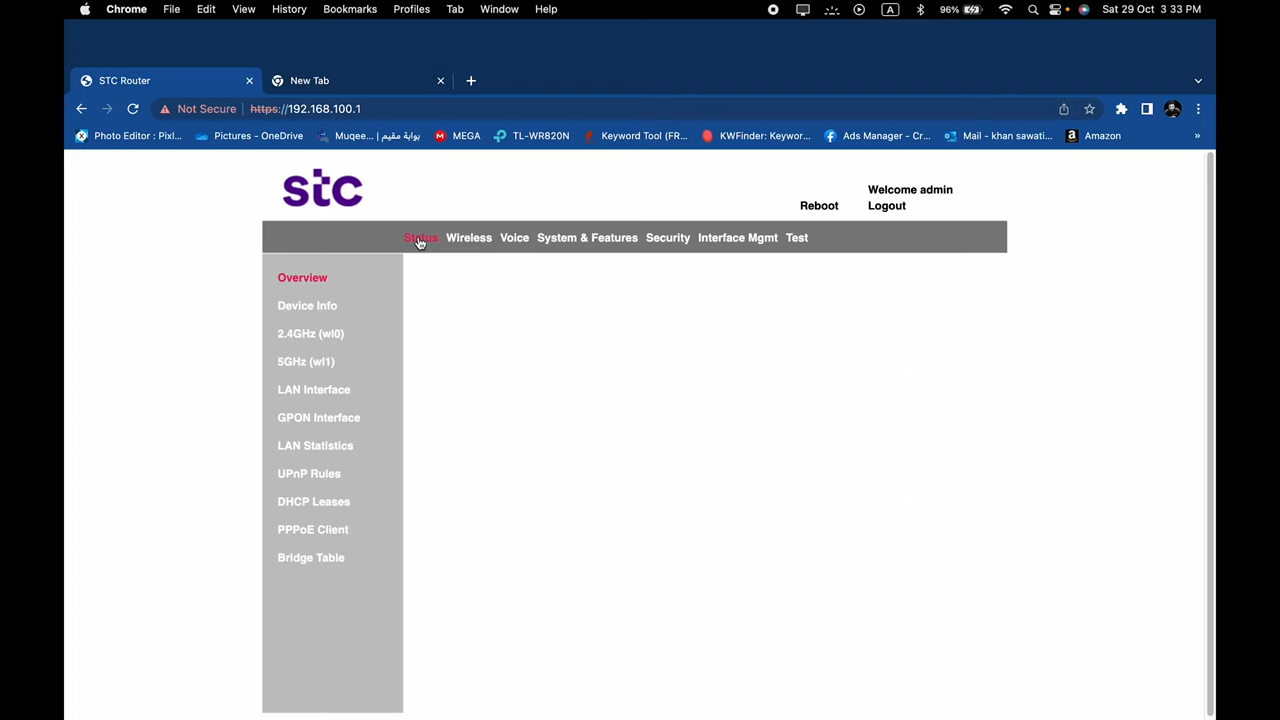 Chrome File Edit View History Bookmarks Profiles Tab Window Help A 96% Sat 29 Oct 3 33 PM
STC Router New Tab
Not Secure https://192.168.100.1
Photo Editor : Pixl... Pictures - OneDrive Muqee... | بوابة مقيم MEGA TL-WR820N Keyword Tool (FR... KWFinder: Keywor... Ads Manager - Cr... Mail - khan sawati... Amazon »
stc
Welcome admin
Reboot Logout
Status Wireless Voice System & Features Security Interface Mgmt Test
Overview
Device Info
2.4GHz (wl0)
5GHz (wl1)
LAN Interface
GPON Interface
LAN Statistics
UPnP Rules
DHCP Leases
PPPoE Client
Bridge Table